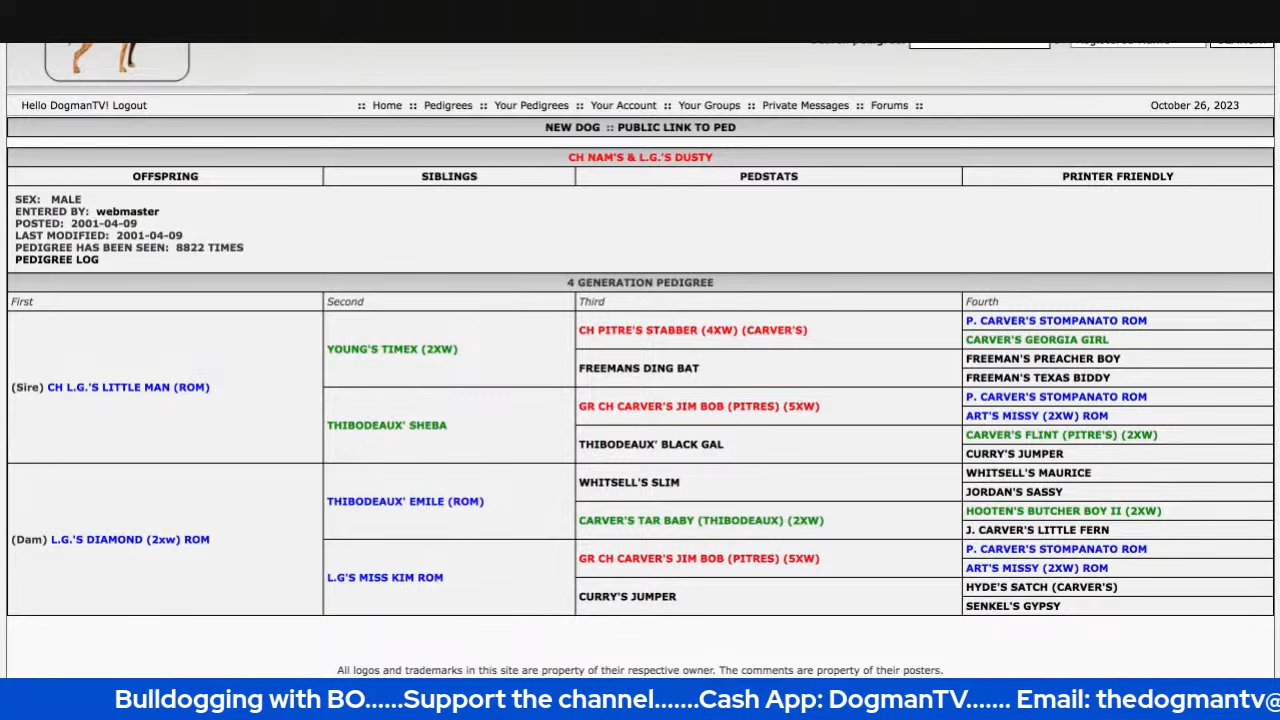 Hello DogmanTV! Logout
:: Home :: Pedigrees :: Your Pedigrees :: Your Account :: Your Groups :: Private Messages :: Forums ::
October 26, 2023
NEW DOG :: PUBLIC LINK TO PED
CH NAM'S & L.G.'S DUSTY
OFFSPRING
SIBLINGS
PEDSTATS
PRINTER FRIENDLY
SEX: MALE
ENTERED BY: webmaster
POSTED: 2001-04-09
LAST MODIFIED: 2001-04-09
PEDIGREE HAS BEEN SEEN: 8822 TIMES
PEDIGREE LOG
4 GENERATION PEDIGREE
First
Second
Third
Fourth
(Sire) CH L.G.'S LITTLE MAN (ROM)
YOUNG'S TIMEX (2XW)
CH PITRE'S STABBER (4XW) (CARVER'S)
P. CARVER'S STOMPANATO ROM
CARVER'S GEORGIA GIRL
FREEMANS DING BAT
FREEMAN'S PREACHER BOY
FREEMAN'S TEXAS BIDDY
THIBODEAUX' SHEBA
GR CH CARVER'S JIM BOB (PITRES) (5XW)
P. CARVER'S STOMPANATO ROM
ART'S MISSY (2XW) ROM
THIBODEAUX' BLACK GAL
CARVER'S FLINT (PITRE'S) (2XW)
CURRY'S JUMPER
(Dam) L.G.'S DIAMOND (2xw) ROM
THIBODEAUX' EMILE (ROM)
WHITSELL'S SLIM
WHITSELL'S MAURICE
JORDAN'S SASSY
CARVER'S TAR BABY (THIBODEAUX) (2XW)
HOOTEN'S BUTCHER BOY II (2XW)
J. CARVER'S LITTLE FERN
L.G'S MISS KIM ROM
GR CH CARVER'S JIM BOB (PITRES) (5XW)
P. CARVER'S STOMPANATO ROM
ART'S MISSY (2XW) ROM
CURRY'S JUMPER
HYDE'S SATCH (CARVER'S)
SENKEL'S GYPSY
All logos and trademarks in this site are property of their respective owner. The comments are property of their posters.
Bulldogging with BO......Support the channel.......Cash App: DogmanTV....... Email: thedogmantv@